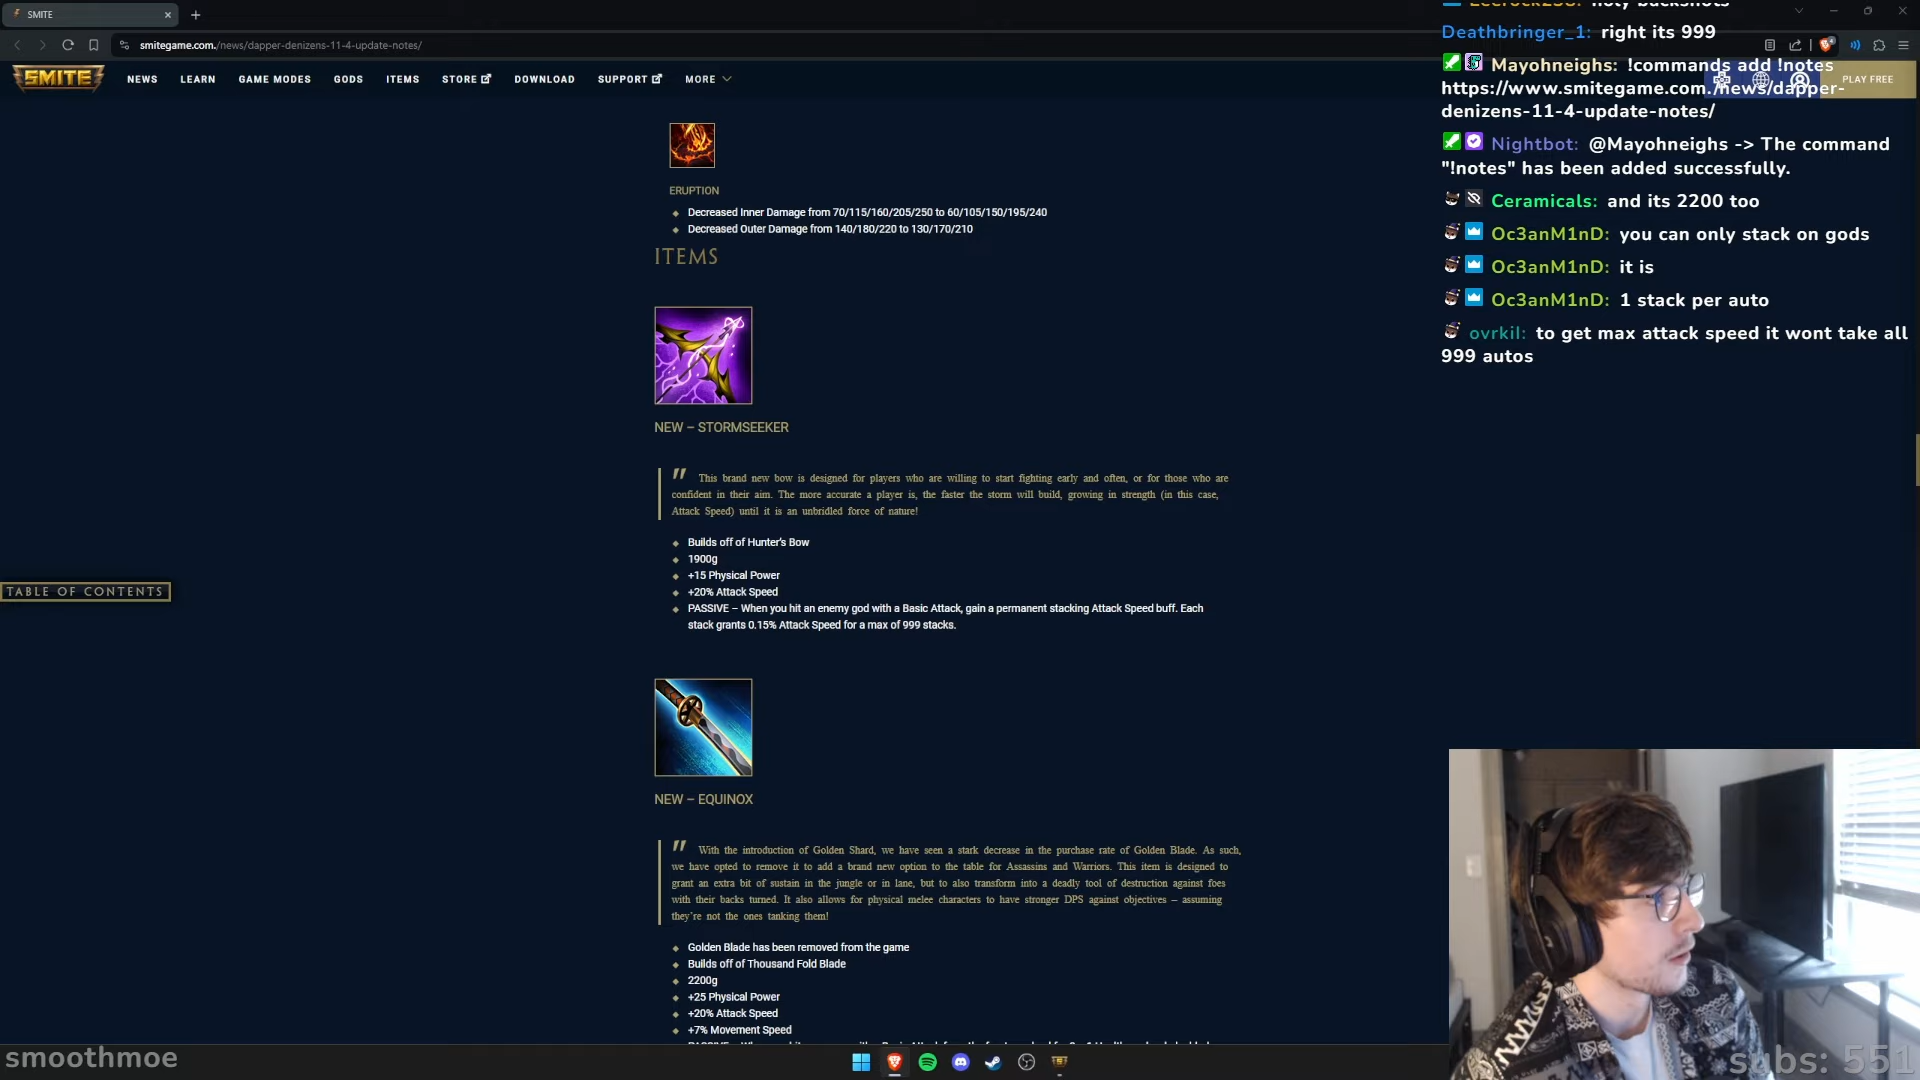 SMITE
smitegame.com./news/dapper-denizens-11-4-update-notes/
SMITE
NEWS
LEARN
GAME MODES
GODS
ITEMS
STORE
DOWNLOAD
SUPPORT
MORE
PLAY FREE
ERUPTION
Decreased Inner Damage from 70/115/160/205/250 to 60/105/150/195/240
Decreased Outer Damage from 140/180/220 to 130/170/210
ITEMS
NEW – STORMSEEKER
" This brand new bow is designed for players who are willing to start fighting early and often, or for those who are
confident in their aim. The more accurate a player is, the faster the storm will build, growing in strength (in this case,
Attack Speed) until it is an unbridled force of nature!
Builds off of Hunter's Bow
1900g
+15 Physical Power
+20% Attack Speed
PASSIVE – When you hit an enemy god with a Basic Attack, gain a permanent stacking Attack Speed buff. Each
stack grants 0.15% Attack Speed for a max of 999 stacks.
TABLE OF CONTENTS
NEW – EQUINOX
" With the introduction of Golden Shard, we have seen a stark decrease in the purchase rate of Golden Blade. As such,
we have opted to remove it to add a brand new option to the table for Assassins and Warriors. This item is designed to
grant an extra bit of sustain in the jungle or in lane, but to also transform into a deadly tool of destruction against foes
with their backs turned. It also allows for physical melee characters to have stronger DPS against objectives – assuming
they're not the ones tanking them!
Golden Blade has been removed from the game
Builds off of Thousand Fold Blade
2200g
+25 Physical Power
+20% Attack Speed
+7% Movement Speed
Deathbringer_1: right its 999
Mayohneighs: !commands add !notes
https://www.smitegame.com./news/dapper-
denizens-11-4-update-notes/
Nightbot: @Mayohneighs -> The command
"!notes" has been added successfully.
Ceramicals: and its 2200 too
Oc3anM1nD: you can only stack on gods
Oc3anM1nD: it is
Oc3anM1nD: 1 stack per auto
ovrkil: to get max attack speed it wont take all
999 autos
smoothmoe
subs: 551